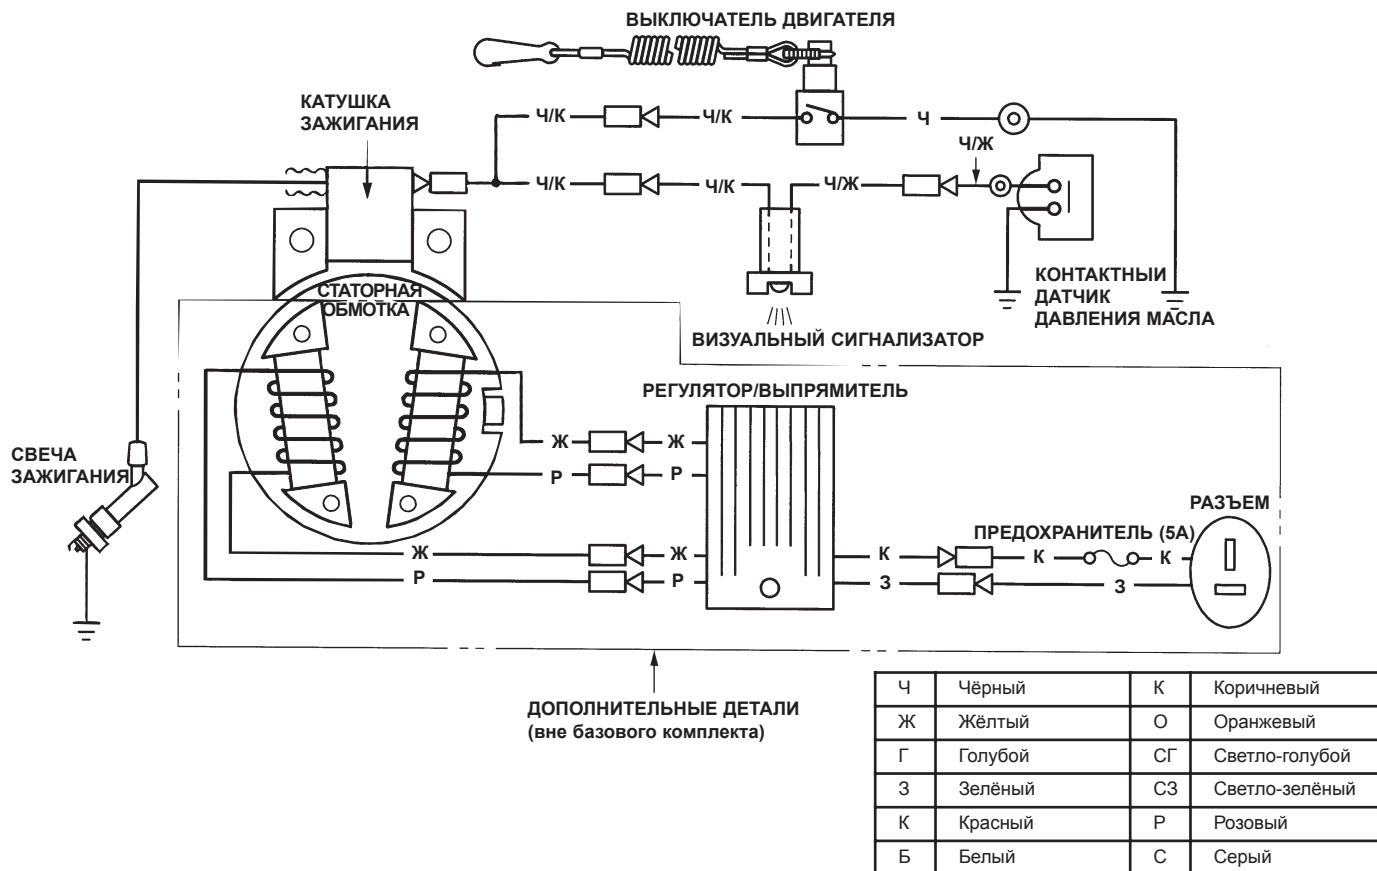 ВЫКЛЮЧАТЕЛЬ ДВИГАТЕЛЯ
КАТУШКА
ЗАЖИГАНИЯ
Ч/К
Ч/К
Ч
Ч/Ж
Ч/К
Ч/К
Ч/Ж
СТАТОРНАЯ
ОБМОТКА
КОНТАКТНЫЙ
ДАТЧИК
ДАВЛЕНИЯ МАСЛА
ВИЗУАЛЬНЫЙ СИГНАЛИЗАТОР
РЕГУЛЯТОР/ВЫПРЯМИТЕЛЬ
СВЕЧА
ЗАЖИГАНИЯ
Ж
Ж
Р
Р
РАЗЪЕМ
ПРЕДОХРАНИТЕЛЬ (5А)
Ж
Ж
К
К
К
Р
Р
З
З
ДОПОЛНИТЕЛЬНЫЕ ДЕТАЛИ
(вне базового комплекта)
Ч Чёрный К Коричневый
Ж Жёлтый О Оранжевый
Г Голубой СГ Светло-голубой
З Зелёный СЗ Светло-зелёный
К Красный Р Розовый
Б Белый С Серый